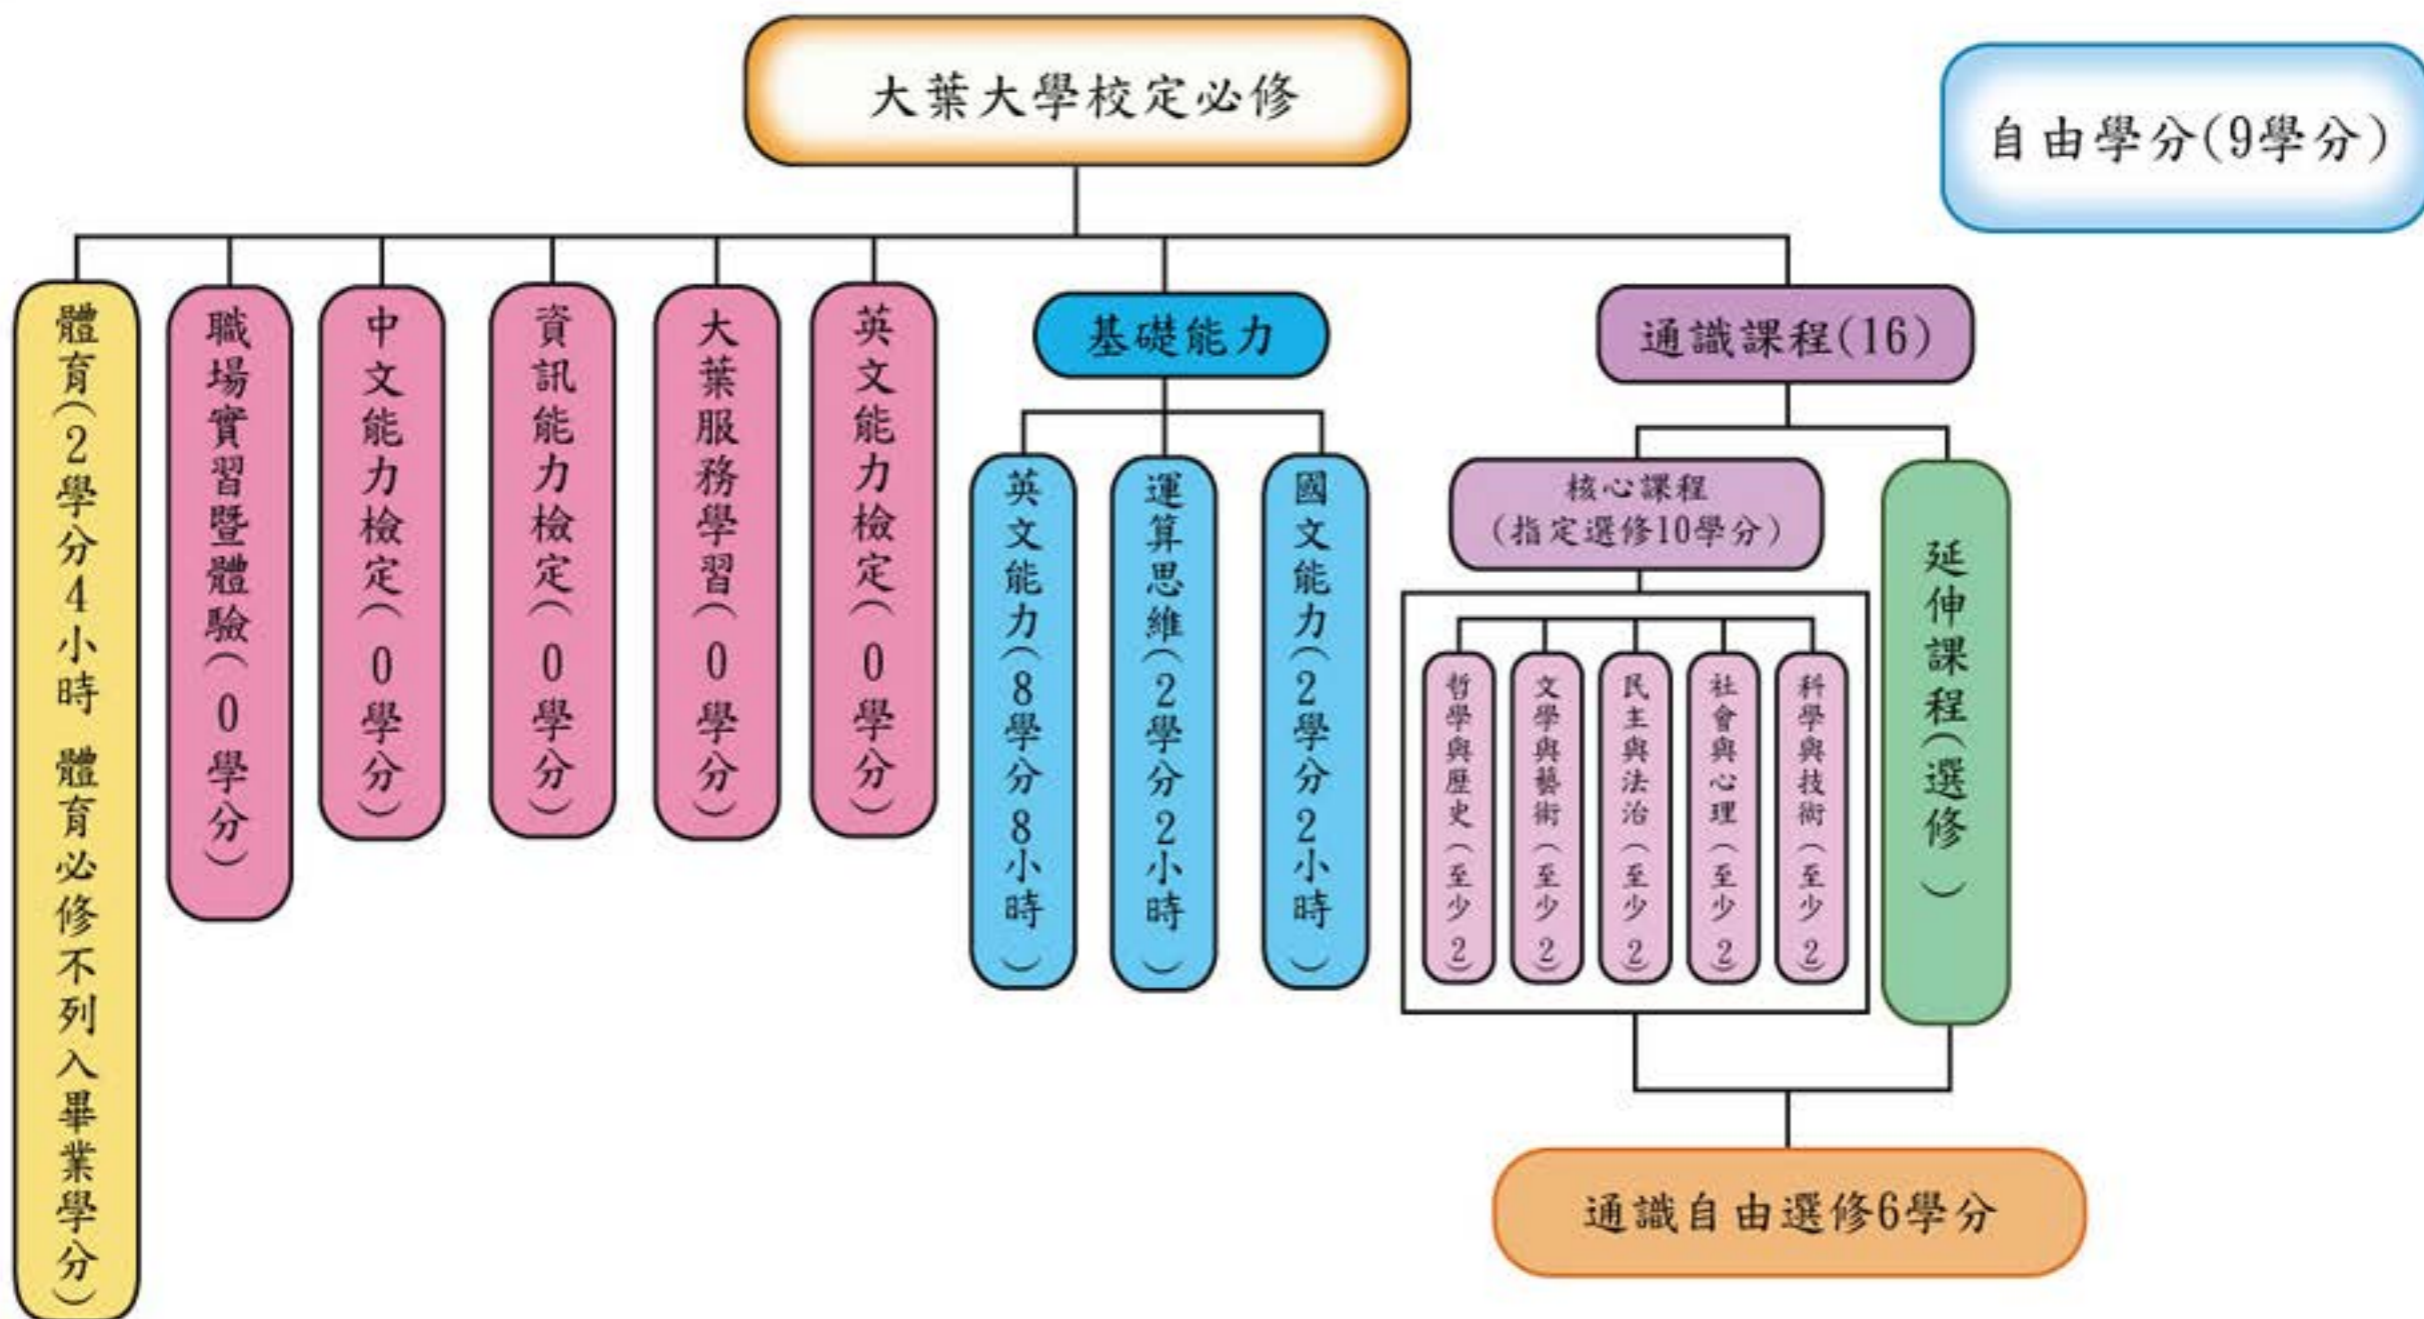 大葉大學校定必修
自由學分(9學分)
體育(2學分4小時 體育必修不列入畢業學分)
職場實習暨體驗(0學分)
中文能力檢定(0學分)
資訊能力檢定(0學分)
大葉服務學習(0學分)
英文能力檢定(0學分)
基礎能力
英文能力(8學分8小時)
運算思維(2學分2小時)
國文能力(2學分2小時)
通識課程(16)
核心課程
(指定選修10學分)
哲學與歷史(至少2)
文學與藝術(至少2)
民主與法治(至少2)
社會與心理(至少2)
科學與技術(至少2)
延伸課程(選修)
通識自由選修6學分